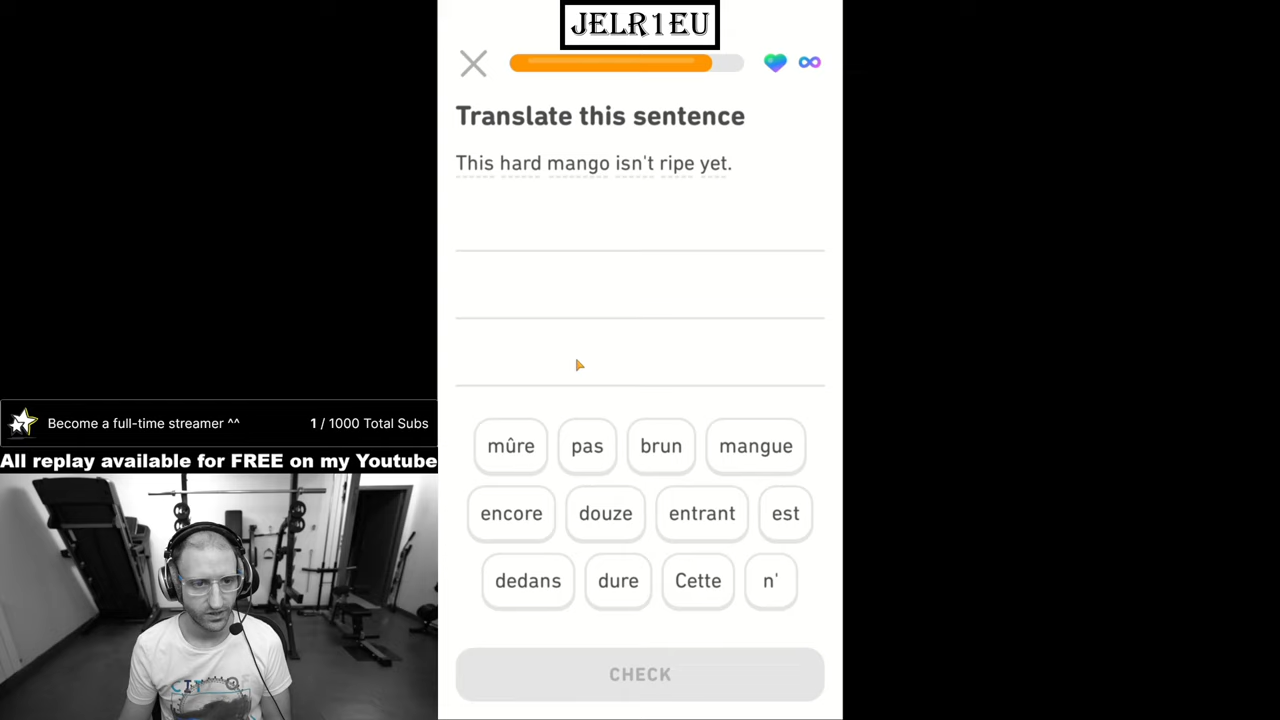 JELR1EU
Translate this sentence
This hard mango isn't ripe yet.
mûre pas brun mangue
encore douze entrant est
dedans dure Cette n'
CHECK
Become a full-time streamer ^^ 1 / 1000 Total Subs
All replay available for FREE on my Youtube